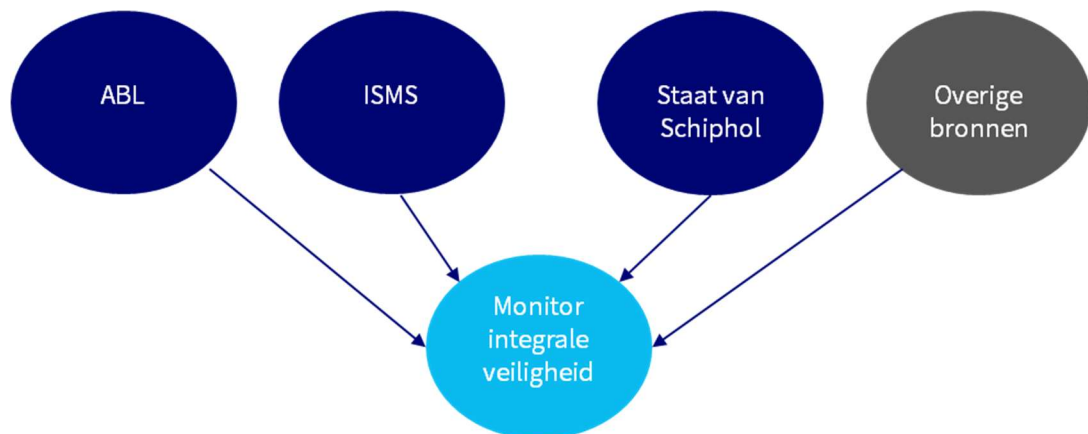 ABL
ISMS
Staat van
Schiphol
Overige
bronnen
Monitor
integrale
veiligheid